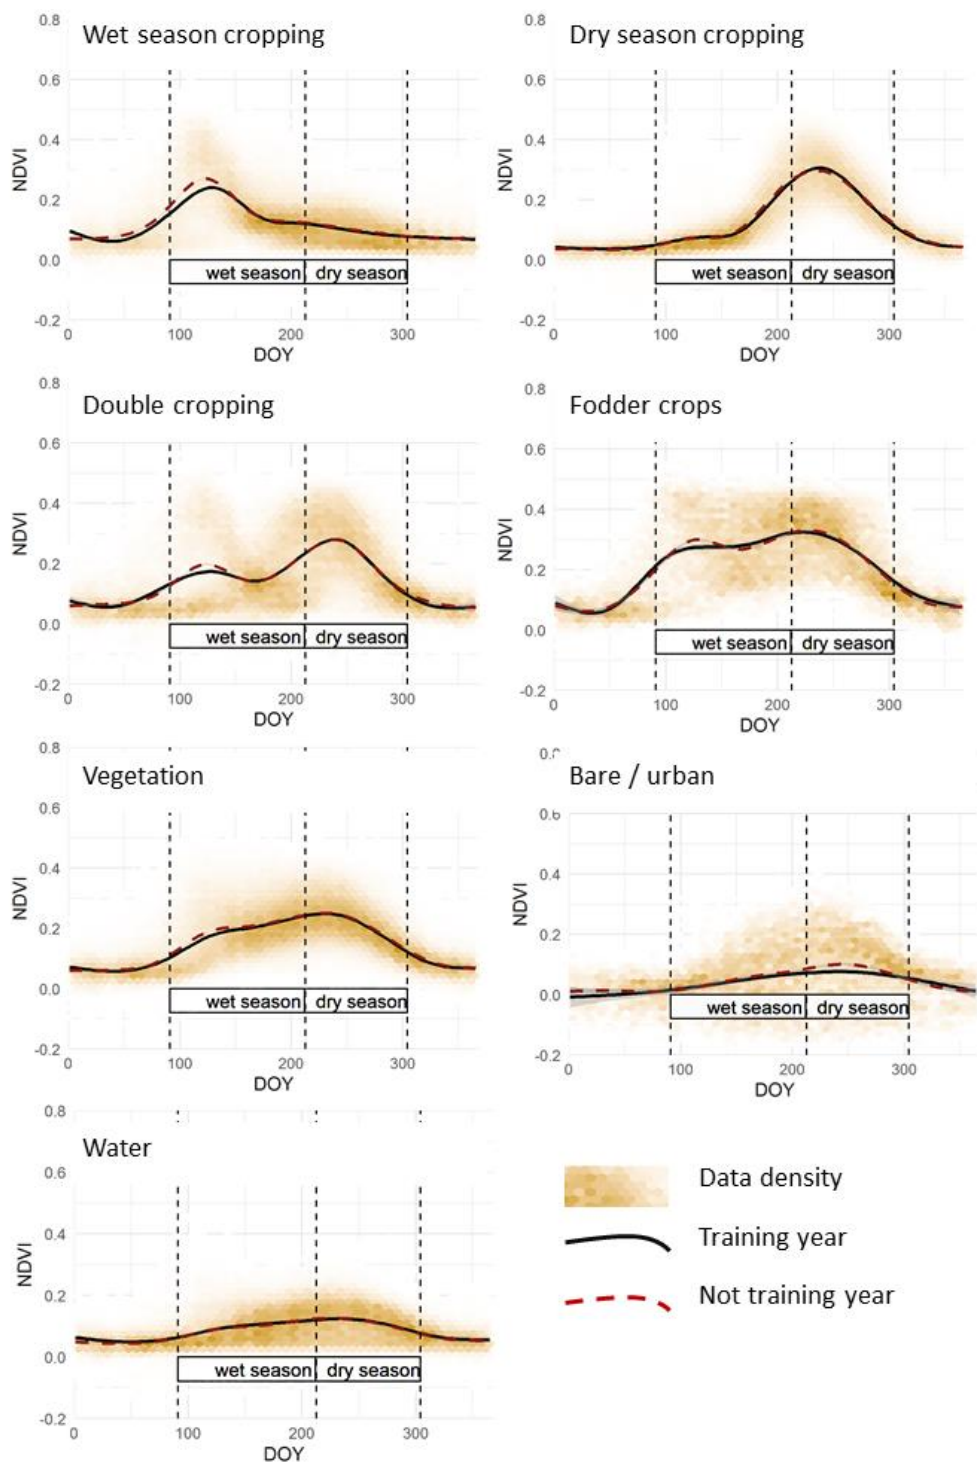 Wet season cropping
0.8
0.6
0.4
0.2
0.0
-0.2
NDVI
wet season
dry season
0
100
200
300
DOY
Dry season cropping
0.8
0.6
0.4
0.2
0.0
-0.2
NDVI
wet season
dry season
0
100
200
300
DOY
Double cropping
0.8
0.6
0.4
0.2
0.0
-0.2
NDVI
wet season
dry season
0
100
200
300
DOY
Fodder crops
0.8
0.6
0.4
0.2
0.0
-0.2
NDVI
wet season
dry season
0
100
200
300
DOY
Vegetation
0.8
0.6
0.4
0.2
0.0
-0.2
NDVI
wet season
dry season
0
100
200
300
DOY
Bare / urban
0.6
0.4
0.2
0.0
-0.2
NDVI
wet season
dry season
0
100
200
300
DOY
Water
0.8
0.6
0.4
0.2
0.0
-0.2
NDVI
wet season
dry season
0
100
200
300
DOY
Data density
Training year
Not training year